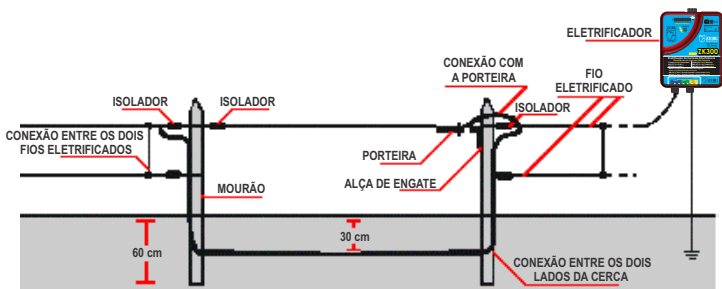 ELETRIFICADOR
ZK300
CONEXÃO COM
A PORTEIRA
FIO
ELETRIFICADO
ISOLADOR
ISOLADOR
ISOLADOR
CONEXÃO ENTRE OS DOIS
FIOS ELETRIFICADOS
PORTEIRA
ALÇA DE ENGATE
MOURÃO
30 cm
60 cm
CONEXÃO ENTRE OS DOIS
LADOS DA CERCA